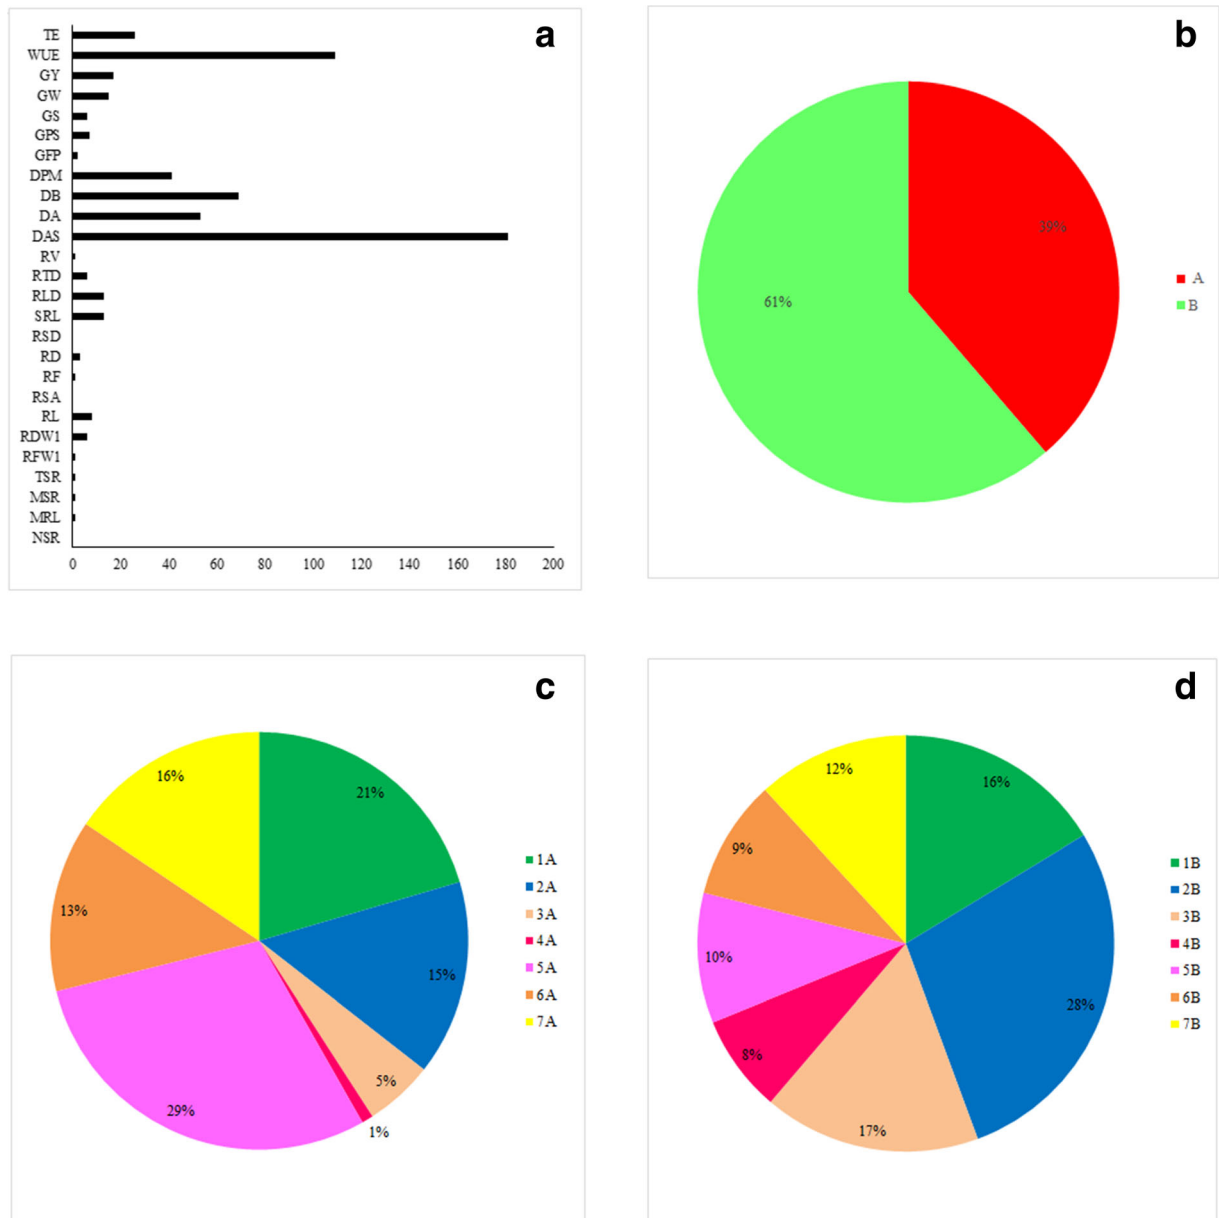 a
TE
WUE
GY
GW
GS
GPS
GFP
DPM
DB
DA
DAS
RV
RTD
RLD
SRL
RSD
RD
RF
RSA
RL
RDW1
RFW1
TSR
MSR
MRL
NSR
0 20 40 60 80 100 120 140 160 180 200
b
39%
61%
A
B
c
16%
21%
13%
15%
5%
29%
1%
1A
2A
3A
4A
5A
6A
7A
d
12%
16%
9%
10%
28%
8%
17%
1B
2B
3B
4B
5B
6B
7B